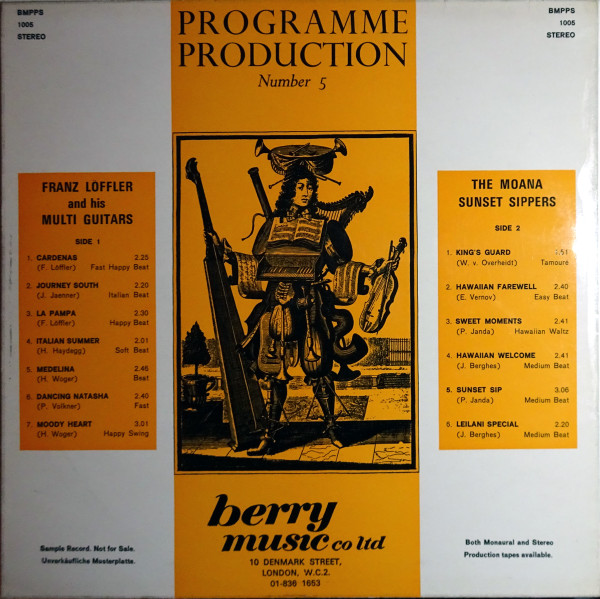 BMPPS
1005
STEREO
PROGRAMME
PRODUCTION
Number 5
BMPPS
1005
STEREO
FRANZ LÖFFLER
and his
MULTI GUITARS
SIDE 1
1. CARDENAS 2.25
(F. Löffler) Fast Happy Beat
2. JOURNEY SOUTH 2.20
(J. Jaenner) Italian Beat
3. LA PAMPA 2.30
(F. Löffler) Happy Beat
4. ITALIAN SUMMER 2.01
(H. Haydegg) Soft Beat
5. MEDELINA 2.46
(H. Woger) Beat
6. DANCING NATASHA 2.40
(P. Volkner) Fast
7. MOODY HEART 3.01
(H. Woger) Happy Swing
THE MOANA
SUNSET SIPPERS
SIDE 2
1. KING'S GUARD :51
(W. v. Overheidt) Tamouré
2. HAWAIIAN FAREWELL 2.40
(E. Vernov) Easy Beat
3. SWEET MOMENTS 2.41
(P. Janda) Hawaiian Waltz
4. HAWAIIAN WELCOME 2.41
(J. Berghes) Medium Beat
5. SUNSET SIP 3.06
(P. Janda) Medium Beat
6. LEILANI SPECIAL 2.20
(J. Berghes) Medium Beat
Sample Record. Not for Sale.
Unverkäufliche Musterplatte.
berry
music co ltd
10 DENMARK STREET,
LONDON, W.C.2.
01-836 1653
Both Monaural and Stereo
Production tapes available.